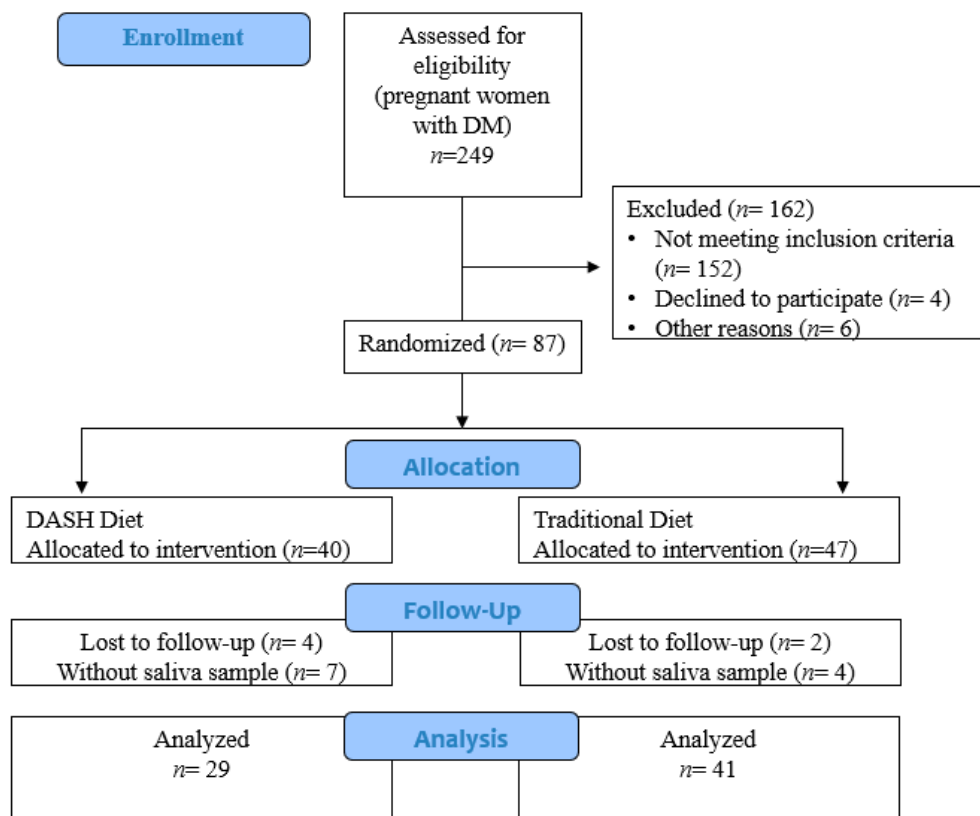 Enrollment
Assessed for
eligibility
(pregnant women
with DM)
n=249
Excluded (n= 162)
• Not meeting inclusion criteria
(n= 152)
• Declined to participate (n= 4)
• Other reasons (n= 6)
Randomized (n= 87)
Allocation
DASH Diet
Allocated to intervention (n=40)
Traditional Diet
Allocated to intervention (n=47)
Follow-Up
Lost to follow-up (n= 4)
Without saliva sample (n= 7)
Lost to follow-up (n= 2)
Without saliva sample (n= 4)
Analysis
Analyzed
n= 29
Analyzed
n= 41